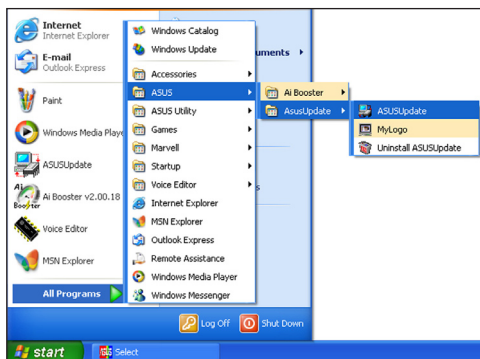 Internet
Internet Explorer
E-mail
Outlook Express
Paint
Windows Media Playe
ASUSUpdate
Ai Booster v2.00.18
Voice Editor
MSN Explorer
All Programs
Windows Catalog
Windows Update
Accessories
ASUS
ASUS Utility
Games
Marvell
Startup
Voice Editor
Internet Explorer
MSN Explorer
Outlook Express
Remote Assistance
Windows Media Player
Windows Messenger
uments
s
Ai Booster
AsusUpdate
ASUSUpdate
MyLogo
Uninstall ASUSUpdate
Log Off
Shut Down
start
Select